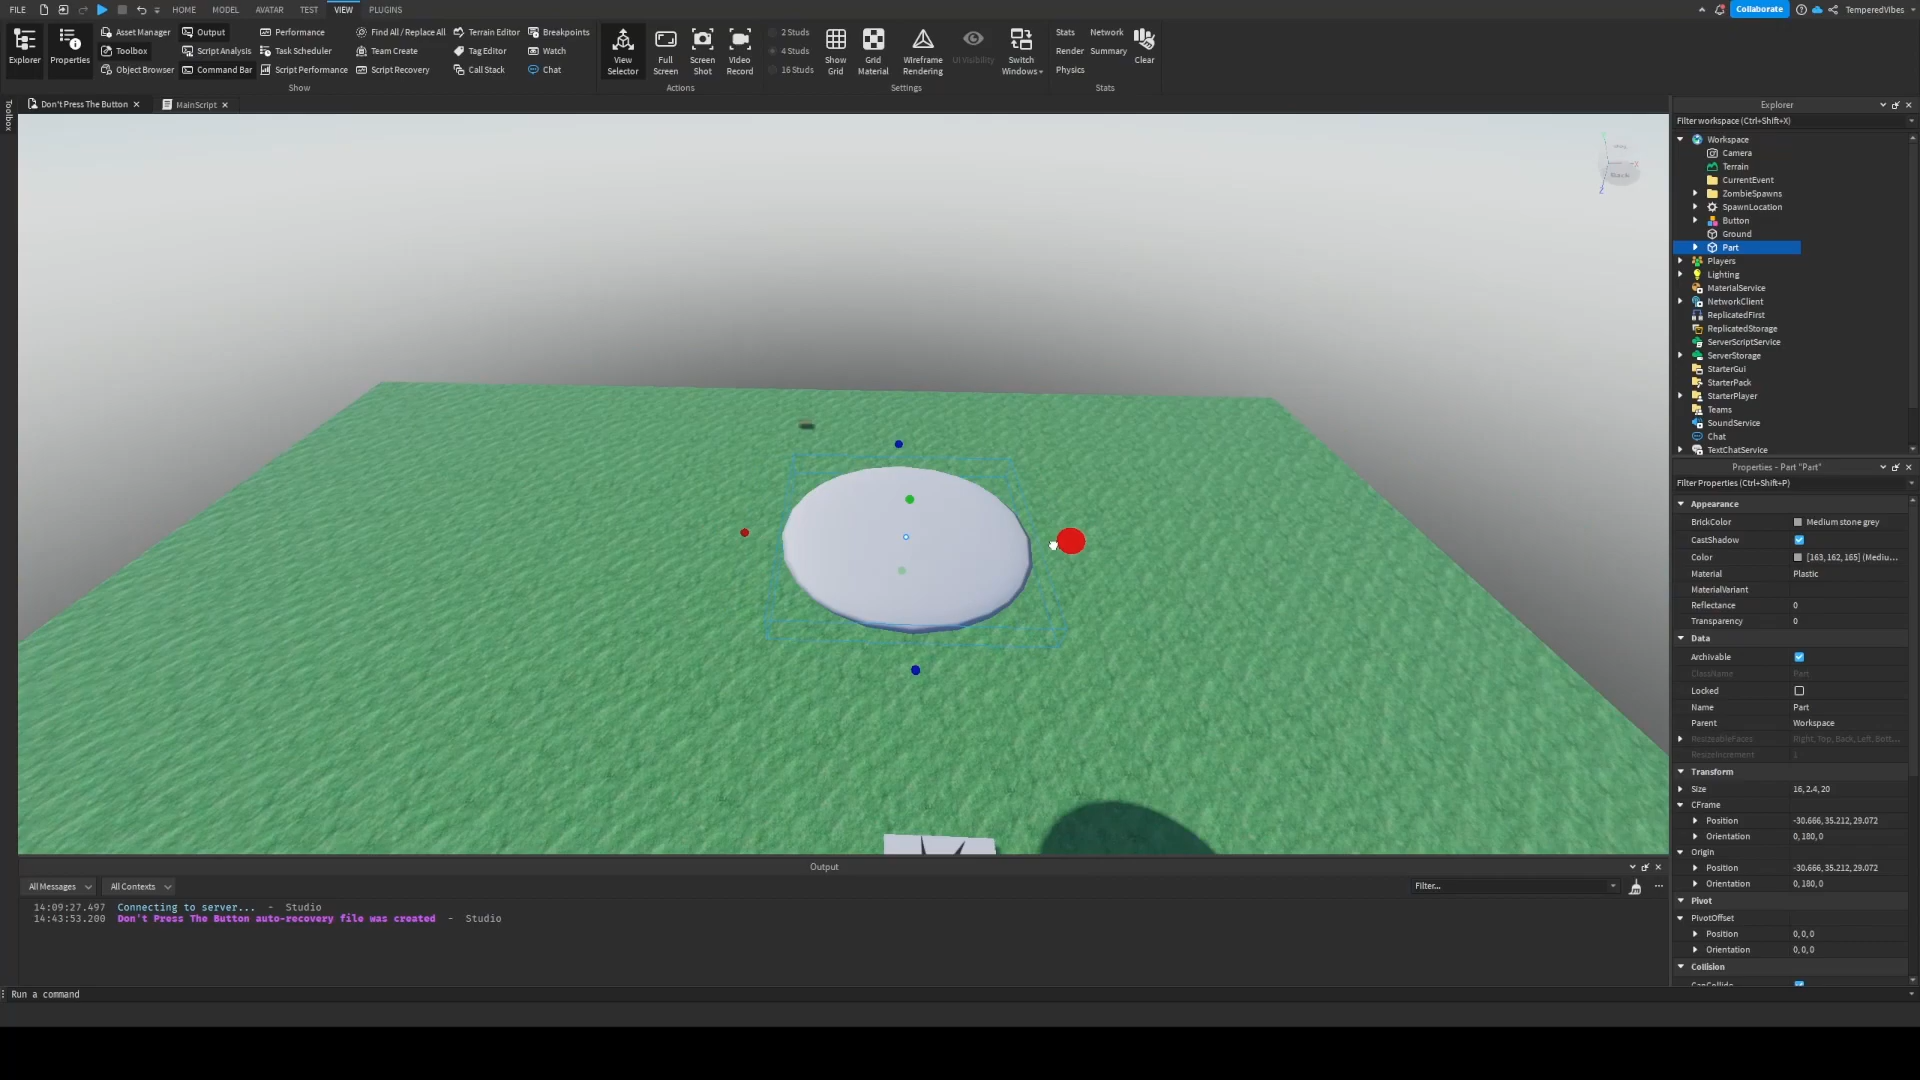 FILE HOME MODEL AVATAR TEST VIEW PLUGINS Collaborate TemperedVibes
Explorer
Properties
Asset Manager
Toolbox
Object Browser
Output
Script Analysis
Command Bar
Performance
Task Scheduler
Script Performance
Find All / Replace All
Team Create
Script Recovery
Terrain Editor
Tag Editor
Call Stack
Breakpoints
Watch
Chat
Show
View
Selector
Full
Screen
Screen
Shot
Video
Record
Actions
2 Studs
4 Studs
16 Studs
Show
Grid
Grid
Material
Wireframe
Rendering
UI Visibility
Switch
Windows
Settings
Stats
Render
Physics
Network
Summary
Clear
Stats
Don't Press The Button
MainScript
Toolbox
Explorer
Filter workspace (Ctrl+Shift+X)
Workspace
Camera
Terrain
CurrentEvent
ZombieSpawns
SpawnLocation
Button
Ground
Part
Players
Lighting
MaterialService
NetworkClient
ReplicatedFirst
ReplicatedStorage
ServerScriptService
ServerStorage
StarterGui
StarterPack
StarterPlayer
Teams
SoundService
Chat
TextChatService
Properties - Part "Part"
Filter Properties (Ctrl+Shift+P)
Appearance
BrickColor Medium stone grey
CastShadow
Color [163, 162, 165] (Mediu...
Material Plastic
MaterialVariant
Reflectance 0
Transparency 0
Data
Archivable
ClassName Part
Locked
Name Part
Parent Workspace
ResizeableFaces Right, Top, Back, Left, Bott...
ResizeIncrement 1
Transform
Size 16, 2.4, 20
CFrame
Position -30.666, 35.212, 29.072
Orientation 0, 180, 0
Origin
Position -30.666, 35.212, 29.072
Orientation 0, 180, 0
Pivot
PivotOffset
Position 0, 0, 0
Orientation 0, 0, 0
Collision
CanCollide
Output
All Messages All Contexts Filter...
14:09:27.497 Connecting to server... - Studio
14:43:53.200 Don't Press The Button auto-recovery file was created - Studio
Run a command